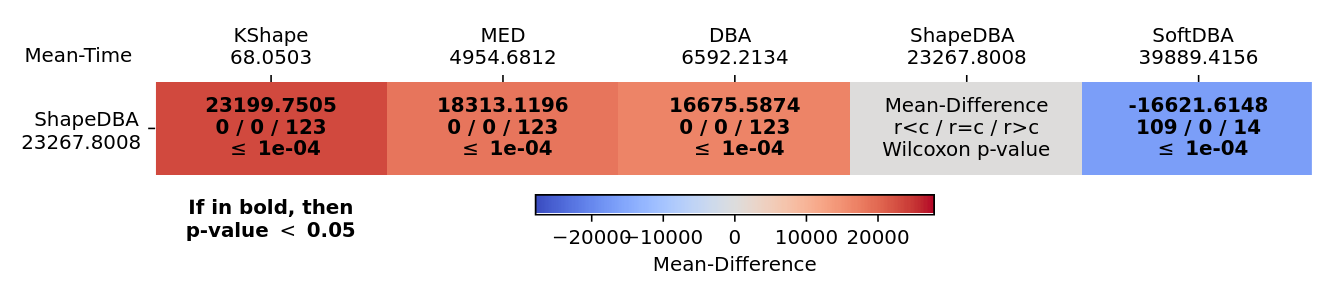 Mean-Time
KShape
68.0503
MED
4954.6812
DBA
6592.2134
ShapeDBA
23267.8008
SoftDBA
39889.4156
ShapeDBA
23267.8008
23199.7505
0 / 0 / 123
≤ 1e-04
18313.1196
0 / 0 / 123
≤ 1e-04
16675.5874
0 / 0 / 123
≤ 1e-04
Mean-Difference
r<c / r=c / r>c
Wilcoxon p-value
-16621.6148
109 / 0 / 14
≤ 1e-04
If in bold, then
p-value < 0.05
−20000 −10000 0 10000 20000
Mean-Difference